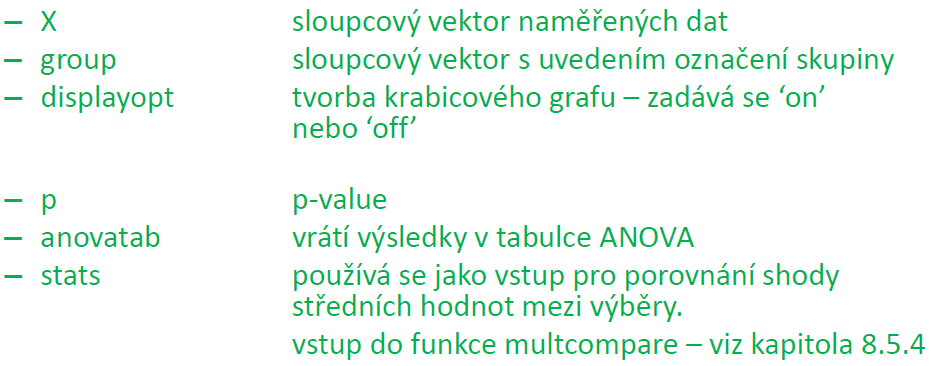 – X sloupcový vektor naměřených dat
– group sloupcový vektor s uvedením označení skupiny
– displayopt tvorba krabicového grafu – zadává se ‘on’
nebo ‘off’
– p p-value
– anovatab vrátí výsledky v tabulce ANOVA
– stats používá se jako vstup pro porovnání shody
středních hodnot mezi výběry.
vstup do funkce multcompare – viz kapitola 8.5.4